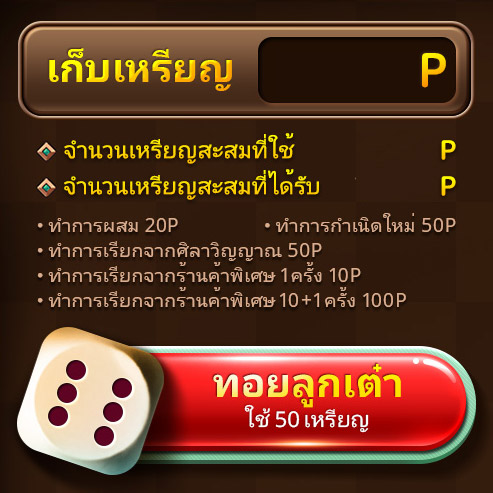 เก็บเหรียญ P
จำนวนเหรียญสะสมที่ใช้ P
จำนวนเหรียญสะสมที่ได้รับ P
• ทำการผสม 20P • ทำการกำเนิดใหม่ 50P
• ทำการเรียกจากศิลาวิญญาณ 50P
• ทำการเรียกจากร้านค้าพิเศษ 1 ครั้ง 10P
• ทำการเรียกจากร้านค้าพิเศษ 10+1 ครั้ง 100P
ทอยลูกเต๋า
ใช้ 50 เหรียญ